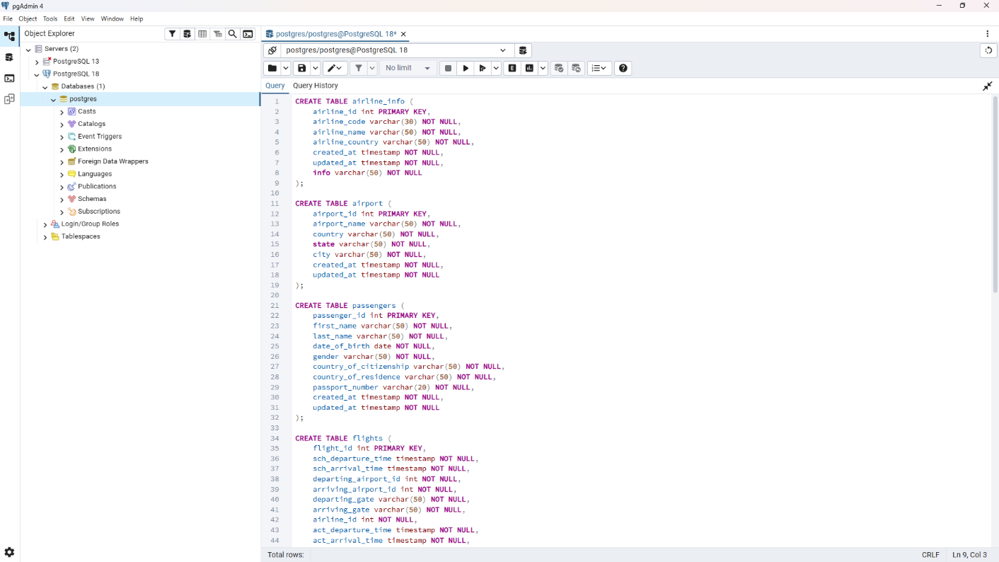 pgAdmin 4
File Object Tools Edit View Window Help
Object Explorer
postgres/postgres@PostgreSQL 18*
postgres/postgres@PostgreSQL 18
No limit
E
Query Query History
Servers (2)
PostgreSQL 13
PostgreSQL 18
Databases (1)
postgres
Casts
Catalogs
Event Triggers
Extensions
Foreign Data Wrappers
Languages
Publications
Schemas
Subscriptions
Login/Group Roles
Tablespaces
1 CREATE TABLE airline_info (
2     airline_id int PRIMARY KEY,
3     airline_code varchar(30) NOT NULL,
4     airline_name varchar(50) NOT NULL,
5     airline_country varchar(50) NOT NULL,
6     created_at timestamp NOT NULL,
7     updated_at timestamp NOT NULL,
8     info varchar(50) NOT NULL
9 );
10
11 CREATE TABLE airport (
12     airport_id int PRIMARY KEY,
13     airport_name varchar(50) NOT NULL,
14     country varchar(50) NOT NULL,
15     state varchar(50) NOT NULL,
16     city varchar(50) NOT NULL,
17     created_at timestamp NOT NULL,
18     updated_at timestamp NOT NULL
19 );
20
21 CREATE TABLE passengers (
22     passenger_id int PRIMARY KEY,
23     first_name varchar(50) NOT NULL,
24     last_name varchar(50) NOT NULL,
25     date_of_birth date NOT NULL,
26     gender varchar(50) NOT NULL,
27     country_of_citizenship varchar(50) NOT NULL,
28     country_of_residence varchar(50) NOT NULL,
29     passport_number varchar(20) NOT NULL,
30     created_at timestamp NOT NULL,
31     updated_at timestamp NOT NULL
32 );
33
34 CREATE TABLE flights (
35     flight_id int PRIMARY KEY,
36     sch_departure_time timestamp NOT NULL,
37     sch_arrival_time timestamp NOT NULL,
38     departing_airport_id int NOT NULL,
39     arriving_airport_id int NOT NULL,
40     departing_gate varchar(50) NOT NULL,
41     arriving_gate varchar(50) NOT NULL,
42     airline_id int NOT NULL,
43     act_departure_time timestamp NOT NULL,
44     act_arrival_time timestamp NOT NULL,
Total rows: CRLF Ln 9, Col 3